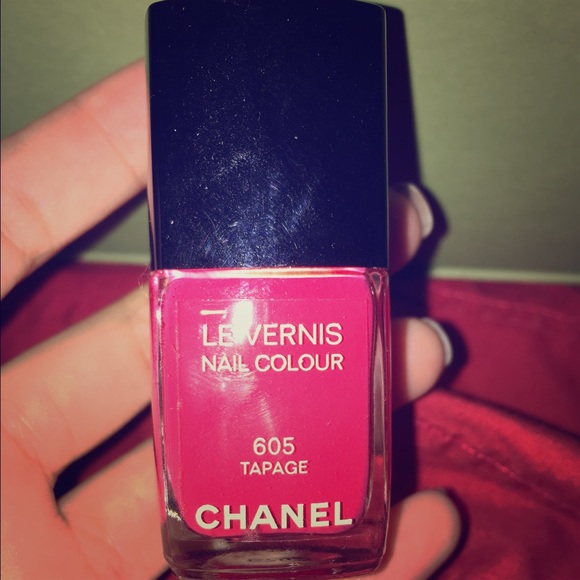 LE VERNIS
NAIL COLOUR
605
TAPAGE
CHANEL